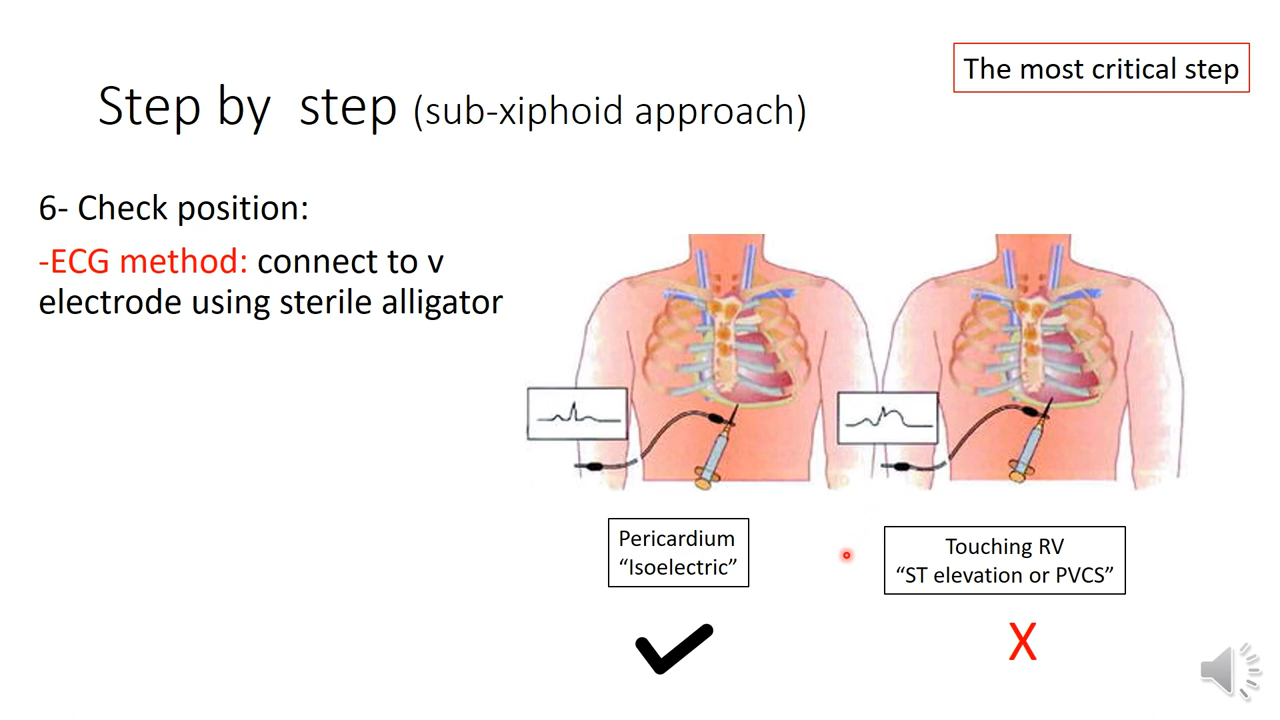 The most critical step
Step by  step (sub-xiphoid approach)
6- Check position:
-ECG method: connect to v
electrode using sterile alligator
Pericardium
“Isoelectric”
Touching RV
“ST elevation or PVCS”
X